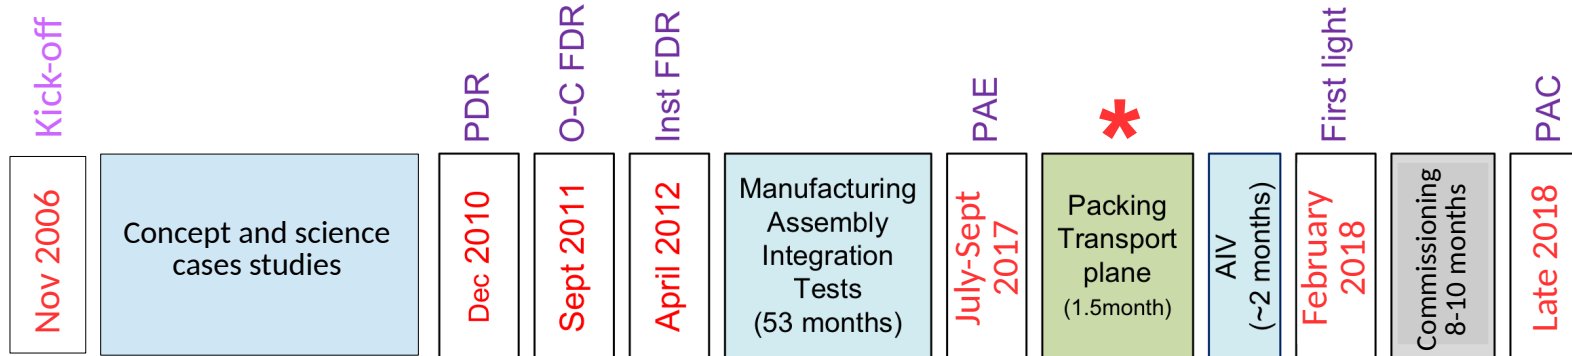 Kick-off
PDR
O-C FDR
Inst FDR
PAE
*
First light
PAC
Nov 2006
Concept and science
cases studies
Dec 2010
Sept 2011
April 2012
Manufacturing
Assembly
Integration
Tests
(53 months)
July-Sept
2017
Packing
Transport
plane
(1.5month)
AIV
(~2 months)
February
2018
Commissioning
8-10 months
Late 2018